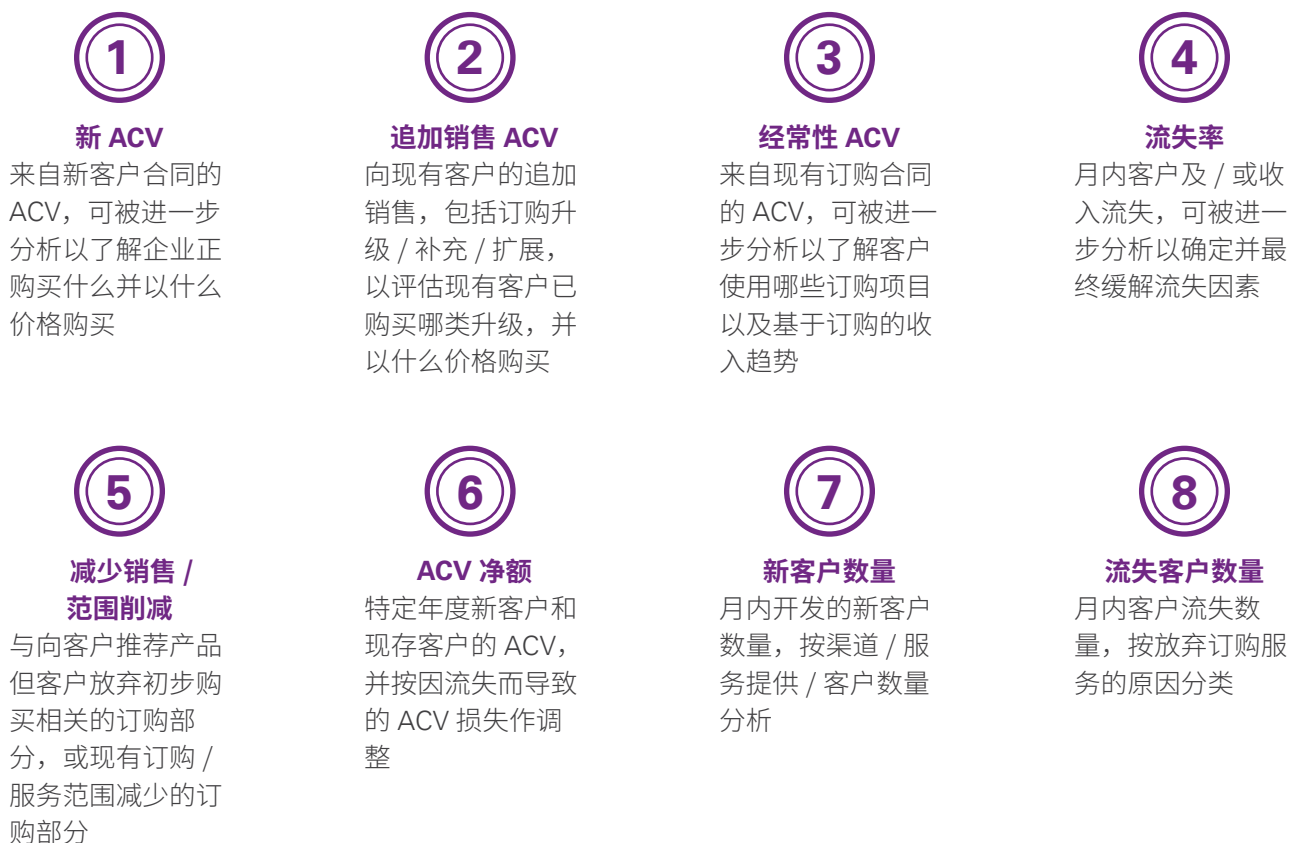 1
新 ACV
来自新客户合同的
ACV，可被进一步
分析以了解企业正
购买什么并以什么
价格购买
2
追加销售 ACV
向现有客户的追加
销售，包括订购升
级 / 补充 / 扩展，
以评估现有客户已
购买哪类升级，并
以什么价格购买
3
经常性 ACV
来自现有订购合同
的 ACV，可被进一
步分析以了解客户
使用哪些订购项目
以及基于订购的收
入趋势
4
流失率
月内客户及 / 或收
入流失，可被进一
步分析以确定并最
终缓解流失因素
5
减少销售 /
范围削减
与向客户推荐产品
但客户放弃初步购
买相关的订购部
分，或现有订购 /
服务范围减少的订
购部分
6
ACV 净额
特定年度新客户和
现存客户的 ACV，
并按因流失而导致
的 ACV 损失作调
整
7
新客户数量
月内开发的新客户
数量，按渠道 / 服
务提供 / 客户数量
分析
8
流失客户数量
月内客户流失数
量，按放弃订购服
务的原因分类